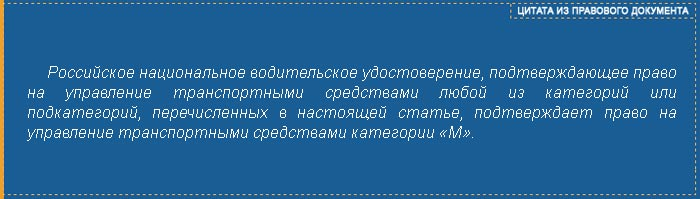 ЦИТАТА ИЗ ПРАВОВОГО ДОКУМЕНТА
Российское национальное водительское удостоверение, подтверждающее право
на управление транспортными средствами любой из категорий или
подкатегорий, перечисленных в настоящей статье, подтверждает право на
управление транспортными средствами категории «М».